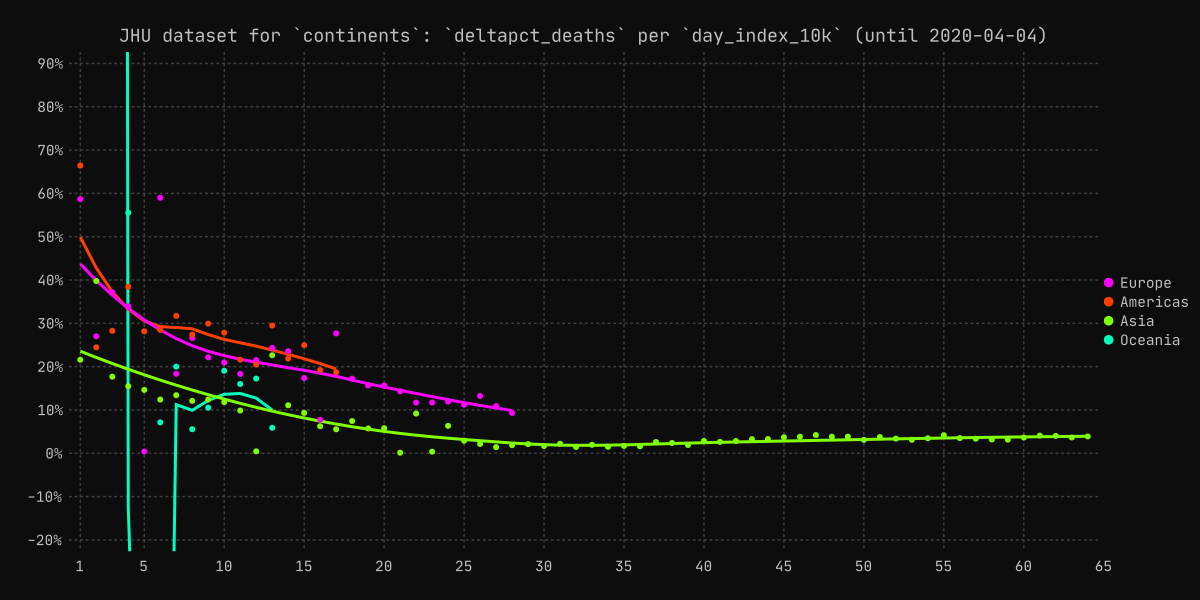 JHU dataset for `continents`: `deltapct_deaths` per `day_index_10k` (until 2020-04-04)
90%
80%
70%
60%
50%
40%
30%
20%
10%
0%
-10%
-20%
1 5 10 15 20 25 30 35 40 45 50 55 60 65
Europe
Americas
Asia
Oceania